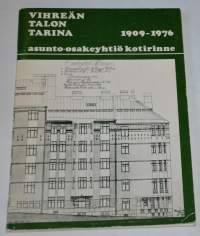 VIHREÄN
TALON
TARINA 1909-1976
asunto-osakeyhtiö kotirinne